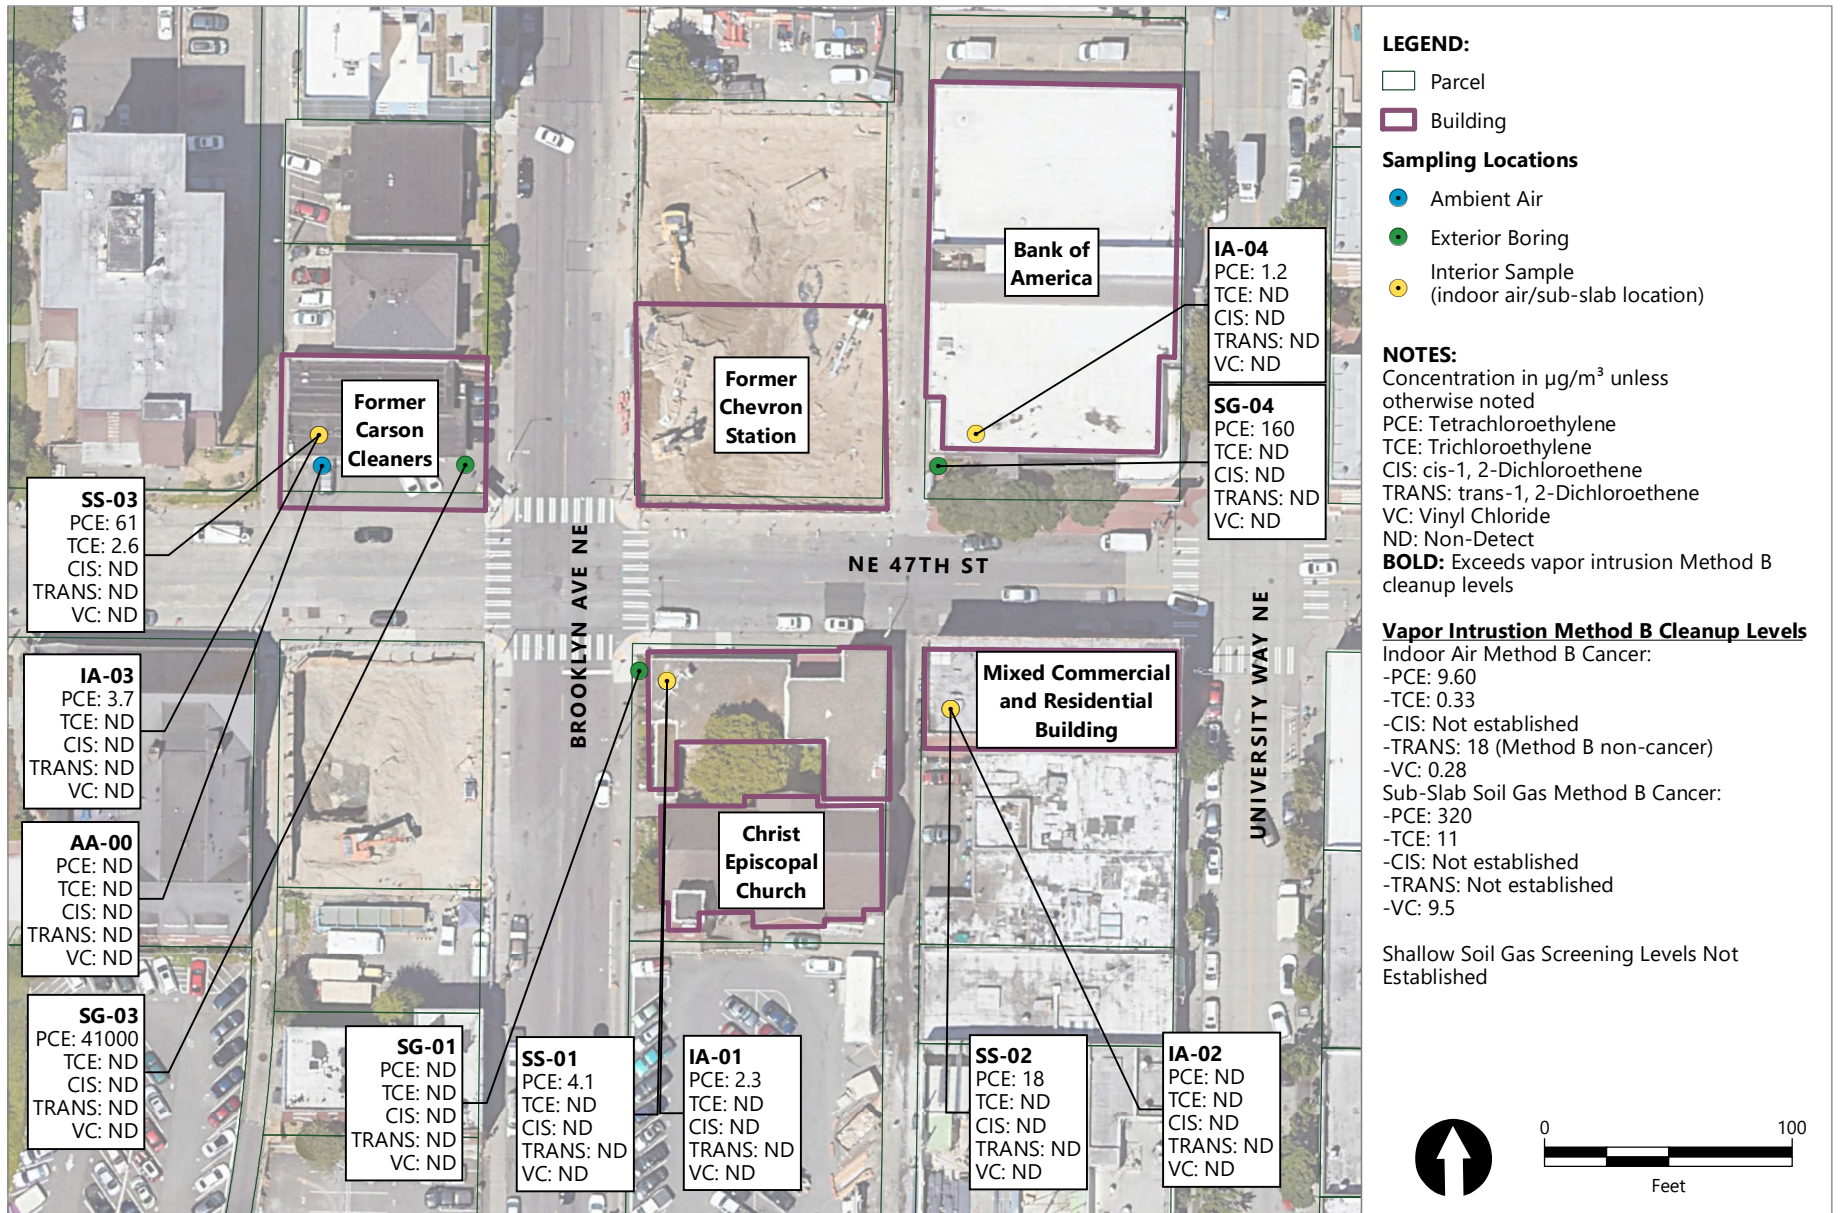 Bank of
America
Former
Carson
Cleaners
Former
Chevron
Station
NE 47TH ST
BROOKLYN AVE NE
UNIVERSITY WAY NE
Mixed Commercial
and Residential
Building
Christ
Episcopal
Church
IA-04
PCE: 1.2
TCE: ND
CIS: ND
TRANS: ND
VC: ND
SG-04
PCE: 160
TCE: ND
CIS: ND
TRANS: ND
VC: ND
SS-03
PCE: 61
TCE: 2.6
CIS: ND
TRANS: ND
VC: ND
IA-03
PCE: 3.7
TCE: ND
CIS: ND
TRANS: ND
VC: ND
AA-00
PCE: ND
TCE: ND
CIS: ND
TRANS: ND
VC: ND
SG-03
PCE: 41000
TCE: ND
CIS: ND
TRANS: ND
VC: ND
SG-01
PCE: ND
TCE: ND
CIS: ND
TRANS: ND
VC: ND
SS-01
PCE: 4.1
TCE: ND
CIS: ND
TRANS: ND
VC: ND
IA-01
PCE: 2.3
TCE: ND
CIS: ND
TRANS: ND
VC: ND
SS-02
PCE: 18
TCE: ND
CIS: ND
TRANS: ND
VC: ND
IA-02
PCE: ND
TCE: ND
CIS: ND
TRANS: ND
VC: ND
LEGEND:
Parcel
Building
Sampling Locations
Ambient Air
Exterior Boring
Interior Sample
(indoor air/sub-slab location)
NOTES:
Concentration in µg/m³ unless
otherwise noted
PCE: Tetrachloroethylene
TCE: Trichloroethylene
CIS: cis-1, 2-Dichloroethene
TRANS: trans-1, 2-Dichloroethene
VC: Vinyl Chloride
ND: Non-Detect
BOLD: Exceeds vapor intrusion Method B
cleanup levels
Vapor Intrustion Method B Cleanup Levels
Indoor Air Method B Cancer:
-PCE: 9.60
-TCE: 0.33
-CIS: Not established
-TRANS: 18 (Method B non-cancer)
-VC: 0.28
Sub-Slab Soil Gas Method B Cancer:
-PCE: 320
-TCE: 11
-CIS: Not established
-TRANS: Not established
-VC: 9.5
Shallow Soil Gas Screening Levels Not
Established
0 100
Feet